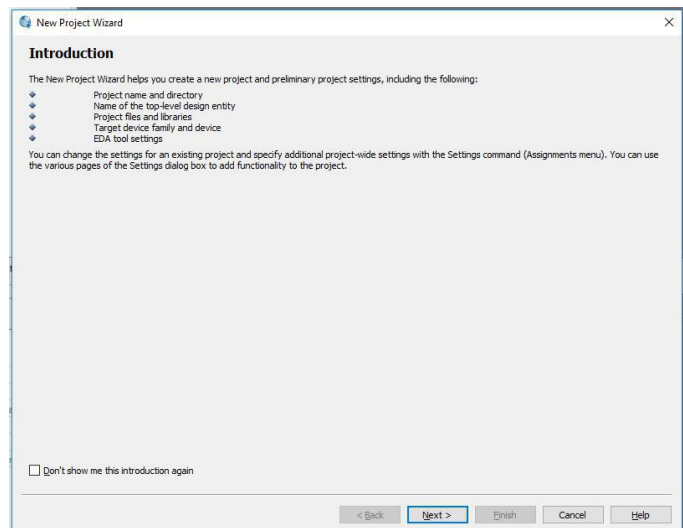 New Project Wizard
Introduction
The New Project Wizard helps you create a new project and preliminary project settings, including the following:
Project name and directory
Name of the top-level design entity
Project files and libraries
Target device family and device
EDA tool settings
You can change the settings for an existing project and specify additional project-wide settings with the Settings command (Assignments menu). You can use
the various pages of the Settings dialog box to add functionality to the project.
Don't show me this introduction again
< Back Next > Finish Cancel Help